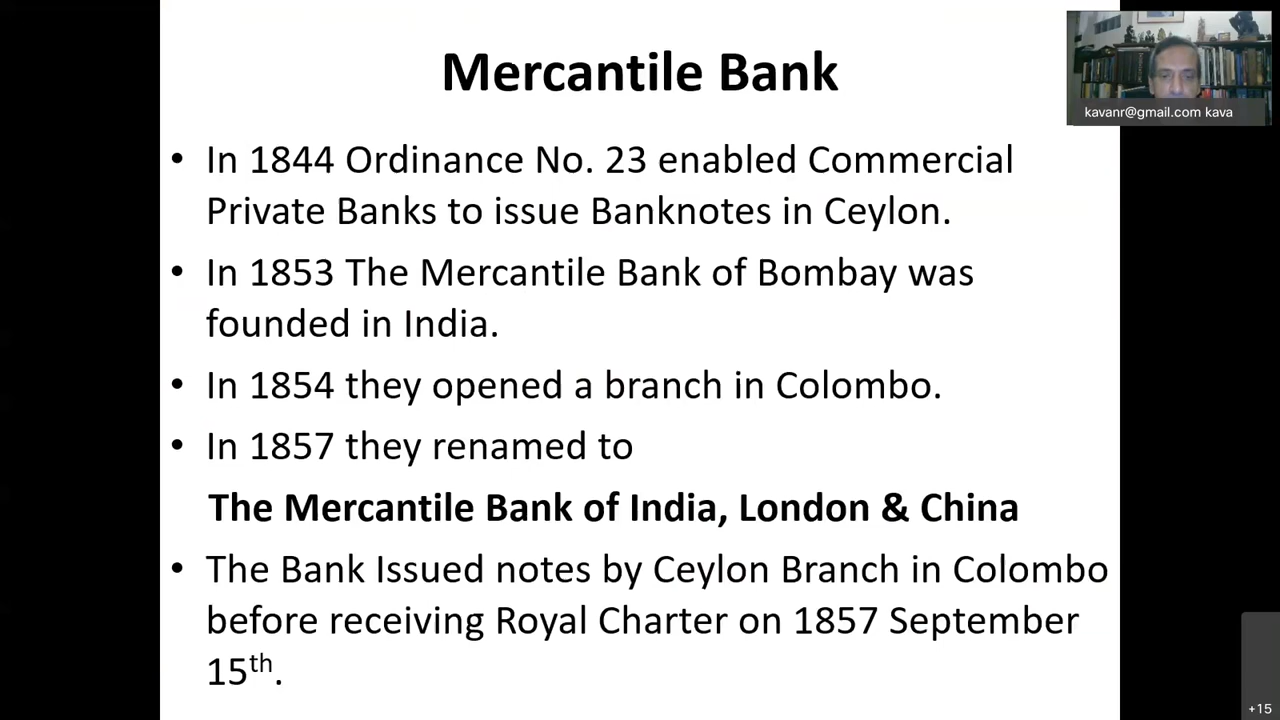 Mercantile Bank
kavanr@gmail.com kava
• In 1844 Ordinance No. 23 enabled Commercial
Private Banks to issue Banknotes in Ceylon.
• In 1853 The Mercantile Bank of Bombay was
founded in India.
• In 1854 they opened a branch in Colombo.
• In 1857 they renamed to
The Mercantile Bank of India, London & China
• The Bank Issued notes by Ceylon Branch in Colombo
before receiving Royal Charter on 1857 September
15th.
+15